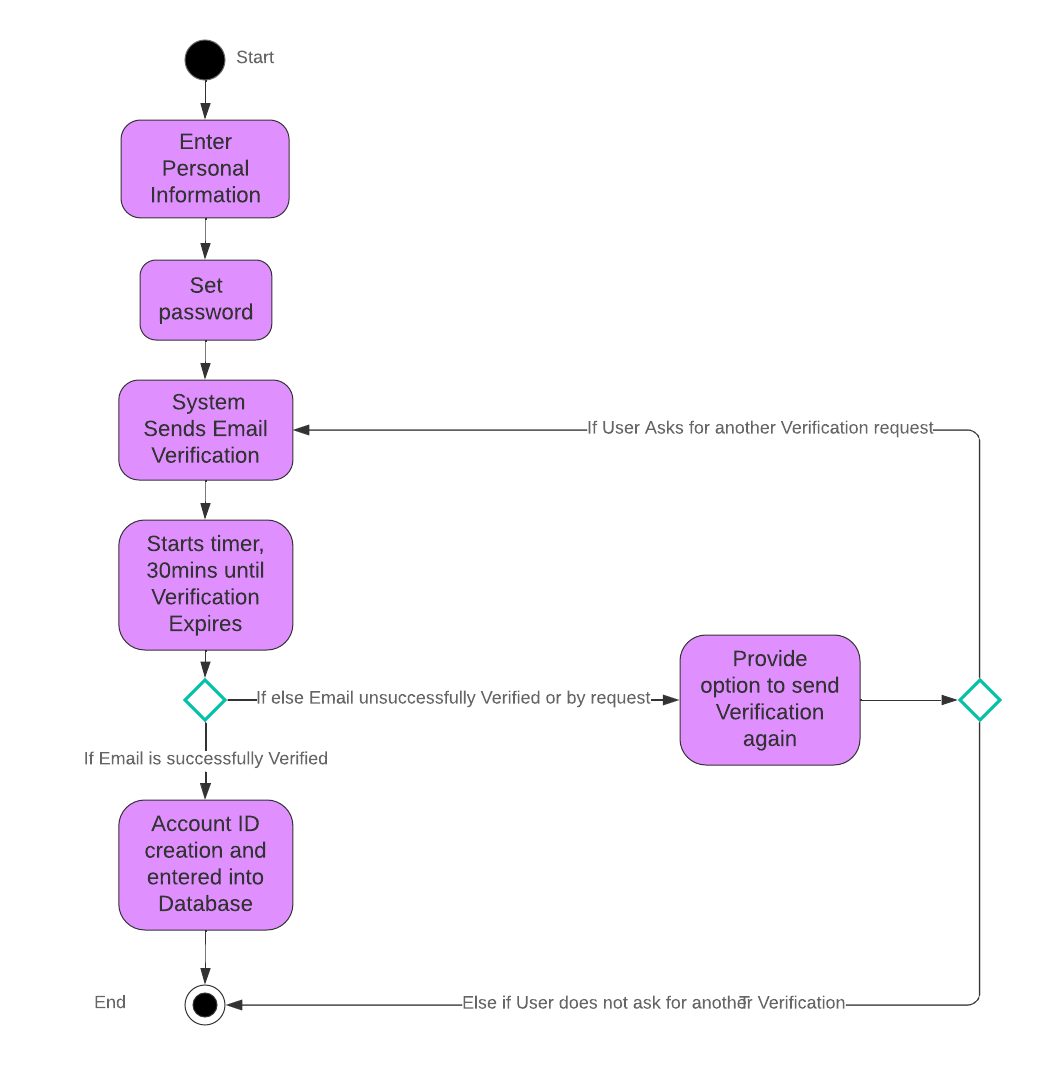 Start
Enter
Personal
Information
Set
password
System
Sends Email
Verification
If User Asks for another Verification request
Starts timer,
30mins until
Verification
Expires
If else Email unsuccessfully Verified or by request
Provide
option to send
Verification
again
If Email is successfully Verified
Account ID
creation and
entered into
Database
End
Else if User does not ask for another Verification
T